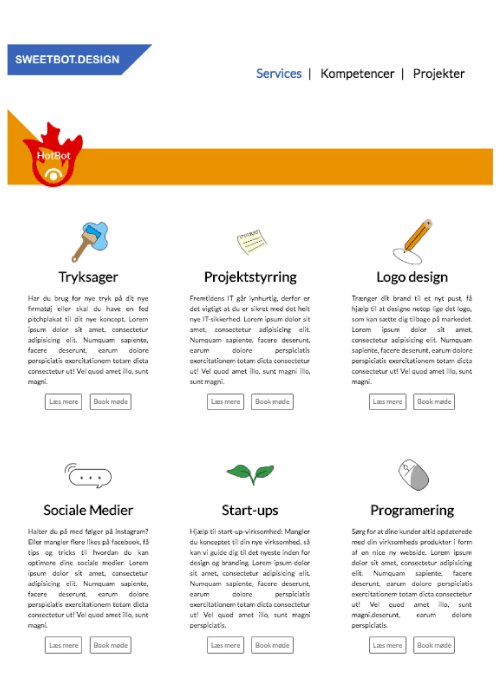 SWEETBOT.DESIGN
Services | Kompetencer | Projekter
HotBot
Tryksager
Har du brug for nye tryk på dit nye
firmatøj eller skal du have en fed
pitchplakat til dit nye koncept. Lorem
ipsum dolor sit amet, consectetur
adipisicing elit. Numquam sapiente,
facere deserunt, earum dolore
perspiciatis exercitationem totam dicta
consectetur ut! Vel quod amet illo, sunt
magni.
Læs mere Book møde
Projektstyrring
Fremtidens IT går lynhurtig, derfor er
det vigtigt at du er sikret med det helt
nye IT-sikkerhed. Lorem ipsum dolor sit
amet, consectetur adipisicing elit.
Numquam sapiente, facere deserunt,
earum dolore perspiciatis
exercitationem totam dicta consectetur
ut! Vel quod amet illo, sunt magni illo,
sunt magni.
Læs mere Book møde
Logo design
Trænger dit brand til et nyt pust, få
hjælp til at designe netop lige det logo,
som kan sætte dig tilbage på markedet.
Lorem ipsum dolor sit amet,
consectetur adipisicing elit. Numquam
sapiente, facere deserunt, earum dolore
perspiciatis exercitationem totam dicta
consectetur ut! Vel quod amet illo, sunt
magni.
Læs mere Book møde
Sociale Medier
Halter du på med følger på instagram?
Eller mangler flere likes på facebook, få
tips og tricks til hvordan du kan
optimere dine sociale medier. Lorem
ipsum dolor sit amet, consectetur
adipisicing elit. Numquam sapiente,
facere deserunt, earum dolore
perspiciatis exercitationem totam dicta
consectetur ut! Vel quod amet illo, sunt
magni.
Læs mere Book møde
Start-ups
Hjælp til start-up-virksomhed: Mangler
du konceptet til din nye virksomhed, så
kan vi guide dig til det nyeste inden for
design og branding. Lorem ipsum dolor
sit amet, consectetur adipisicing elit.
Numquam sapiente, facere deserunt,
earum dolore perspiciatis
exercitationem totam dicta consectetur
ut! Vel quod amet illo, sunt magni
perspiciatis.
Læs mere Book møde
Programering
Sørg for at dine kunder altid opdaterede
med din virksomheds produkter i form
af en nice ny webside. Lorem ipsum
dolor sit amet, consectetur adipisicing
elit. Numquam sapiente, facere
deserunt, earum dolore perspiciatis
exercitationem totam dicta consectetur
ut! Vel quod amet illo, sunt
magni.deserunt, earum dolore
perspiciatis.
Læs mere Book møde